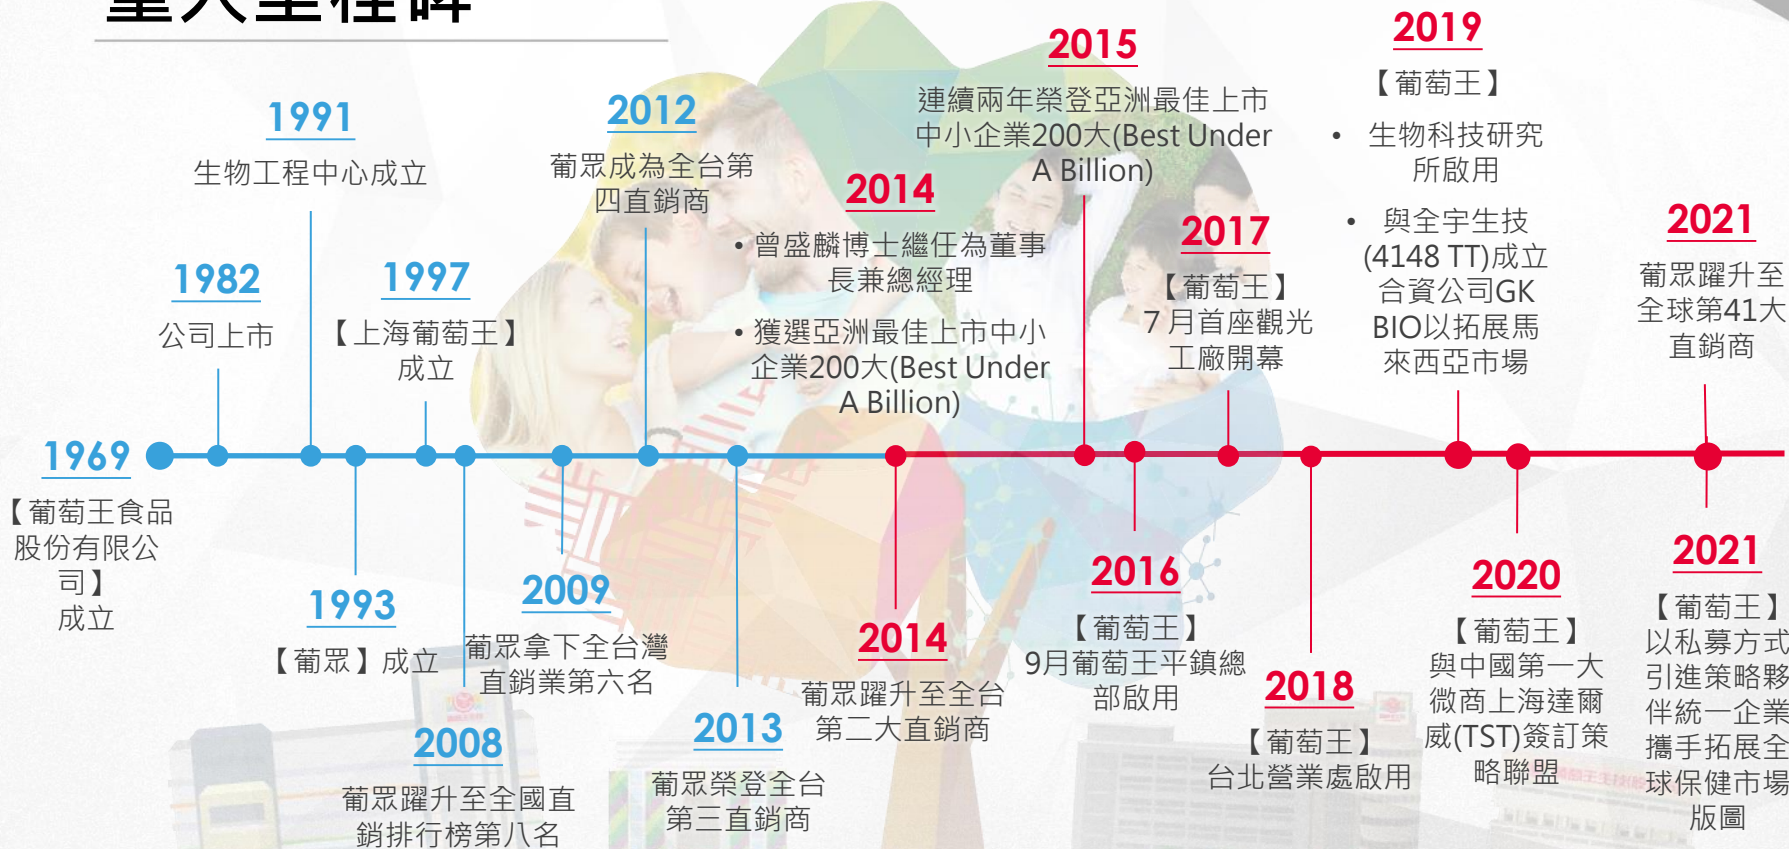 重大里程碑
1969
【葡萄王食品
股份有限公
司】
成立
1982
公司上市
1991
生物工程中心成立
1993
【葡眾】成立
1997
【上海葡萄王】
成立
2008
葡眾躍升至全國直
銷排行榜第八名
2009
葡眾拿下全台灣
直銷業第六名
2012
葡眾成為全台第
四直銷商
2013
葡眾榮登全台
第三直銷商
2014
• 曾盛麟博士繼任為董事
長兼總經理
• 獲選亞洲最佳上市中小
企業200大(Best Under
A Billion)
2014
葡眾躍升至全台
第二大直銷商
2015
連續兩年榮登亞洲最佳上市
中小企業200大(Best Under
A Billion)
2016
【葡萄王】
9月葡萄王平鎮總
部啟用
2017
【葡萄王】
７月首座觀光
工廠開幕
2018
【葡萄王】
台北營業處啟用
2019
【葡萄王】
• 生物科技研究
所啟用
• 與全宇生技
(4148 TT)成立
合資公司GK
BIO以拓展馬
來西亞市場
2020
【葡萄王】
與中國第一大
微商上海達爾
威(TST)簽訂策
略聯盟
2021
葡眾躍升至
全球第41大
直銷商
2021
【葡萄王】
以私募方式
引進策略夥
伴統一企業
攜手拓展全
球保健市場
版圖